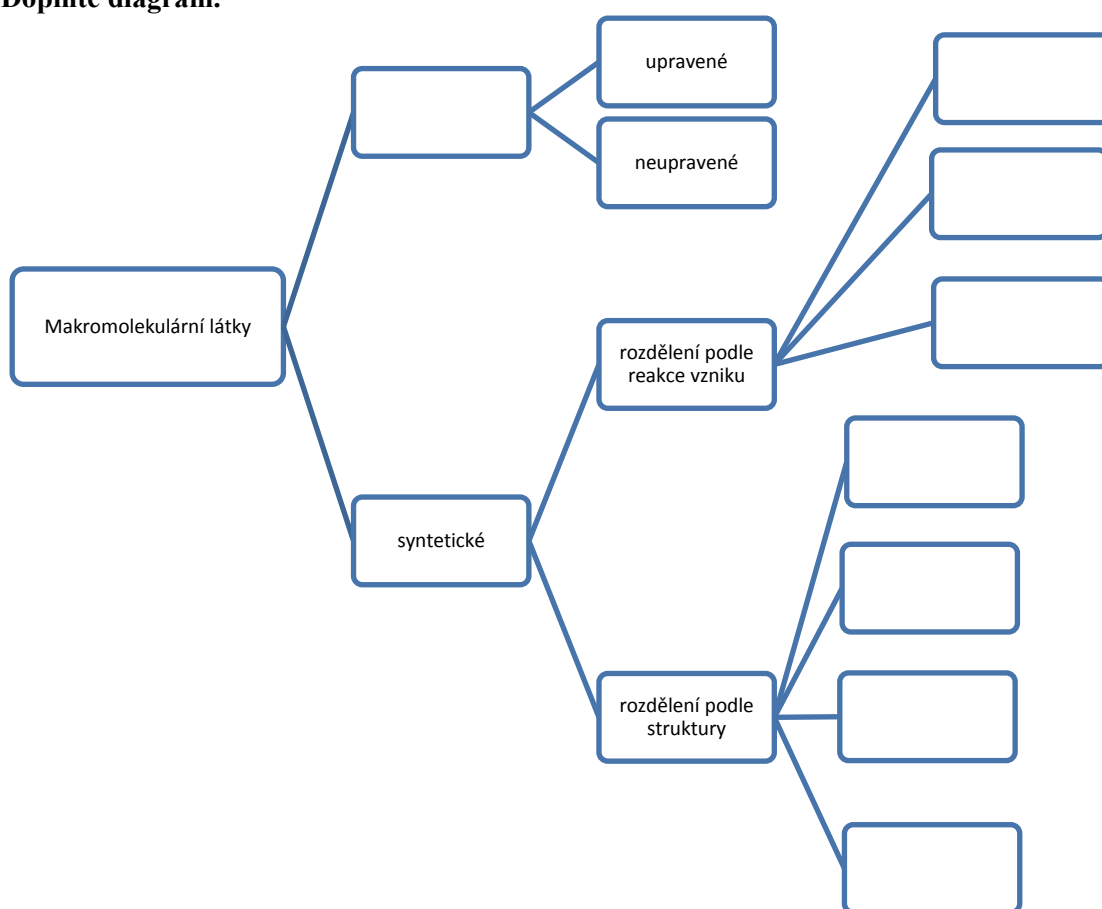 Doplňte diagram.
upravené
neupravené
Makromolekulární látky
rozdělení podle
reakce vzniku
syntetické
rozdělení podle
struktury